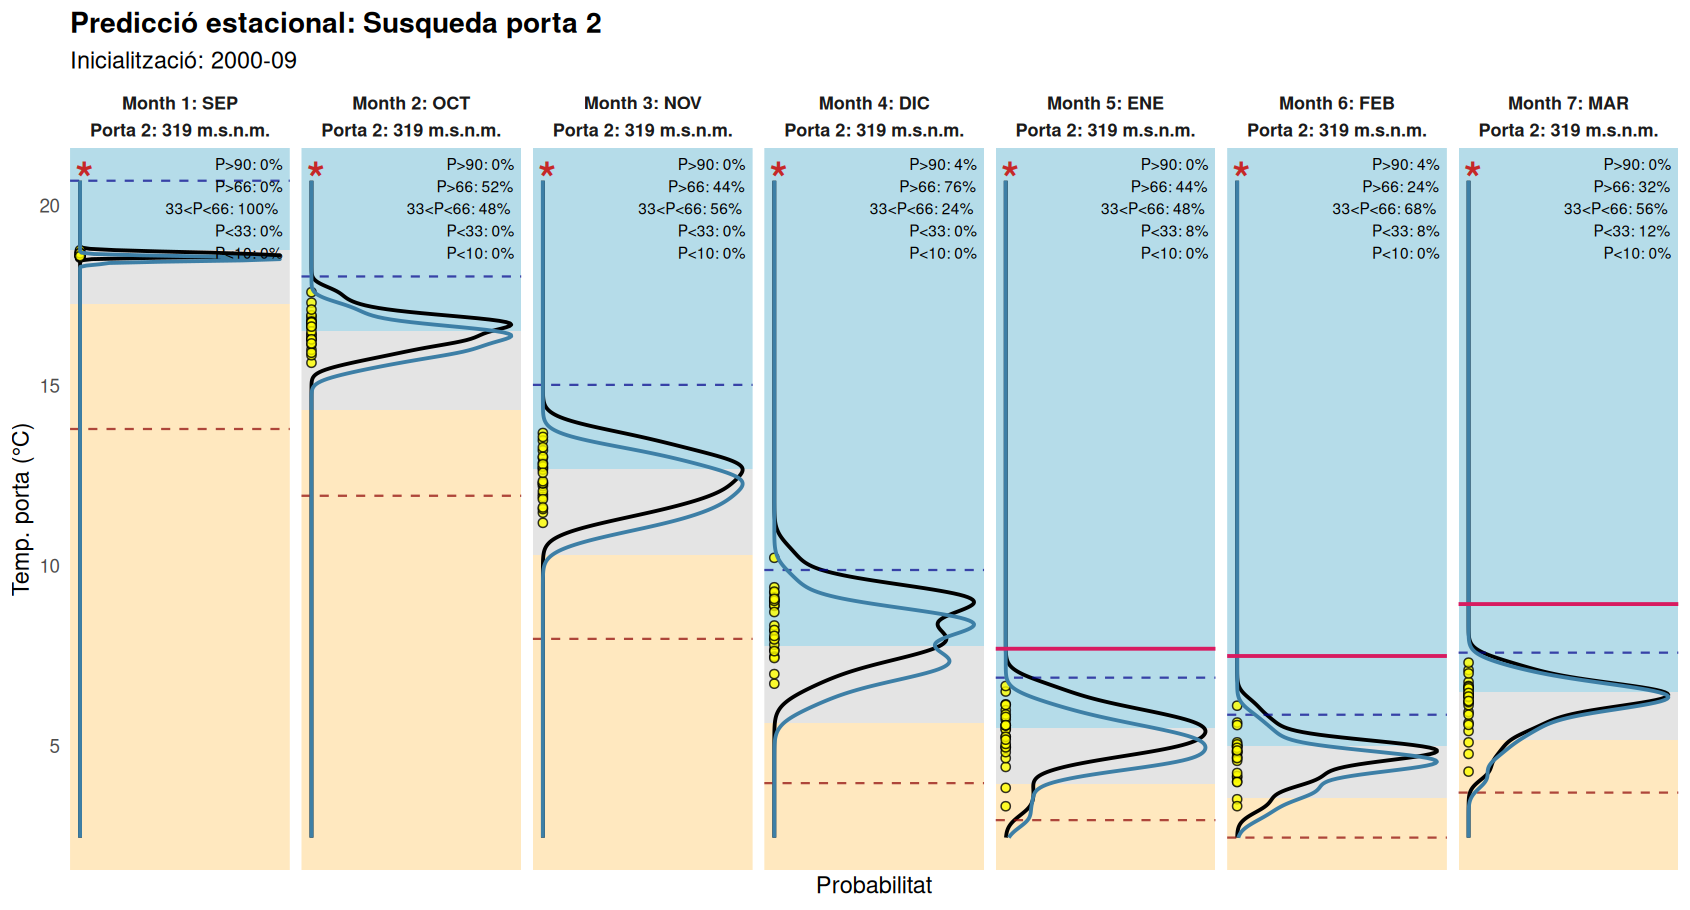 Predicció estacional: Susqueda porta 2
Inicialització: 2000-09
Month 1: SEP
Porta 2: 319 m.s.n.m.
Month 2: OCT
Porta 2: 319 m.s.n.m.
Month 3: NOV
Porta 2: 319 m.s.n.m.
Month 4: DIC
Porta 2: 319 m.s.n.m.
Month 5: ENE
Porta 2: 319 m.s.n.m.
Month 6: FEB
Porta 2: 319 m.s.n.m.
Month 7: MAR
Porta 2: 319 m.s.n.m.
*
P>90: 0%
P>66: 0%
33<P<66: 100%
P<33: 0%
P<10: 0%
*
P>90: 0%
P>66: 52%
33<P<66: 48%
P<33: 0%
P<10: 0%
*
P>90: 0%
P>66: 44%
33<P<66: 56%
P<33: 0%
P<10: 0%
*
P>90: 4%
P>66: 76%
33<P<66: 24%
P<33: 0%
P<10: 0%
*
P>90: 0%
P>66: 44%
33<P<66: 48%
P<33: 8%
P<10: 0%
*
P>90: 4%
P>66: 24%
33<P<66: 68%
P<33: 8%
P<10: 0%
*
P>90: 0%
P>66: 32%
33<P<66: 56%
P<33: 12%
P<10: 0%
20
15
10
5
Temp. porta (°C)
Probabilitat